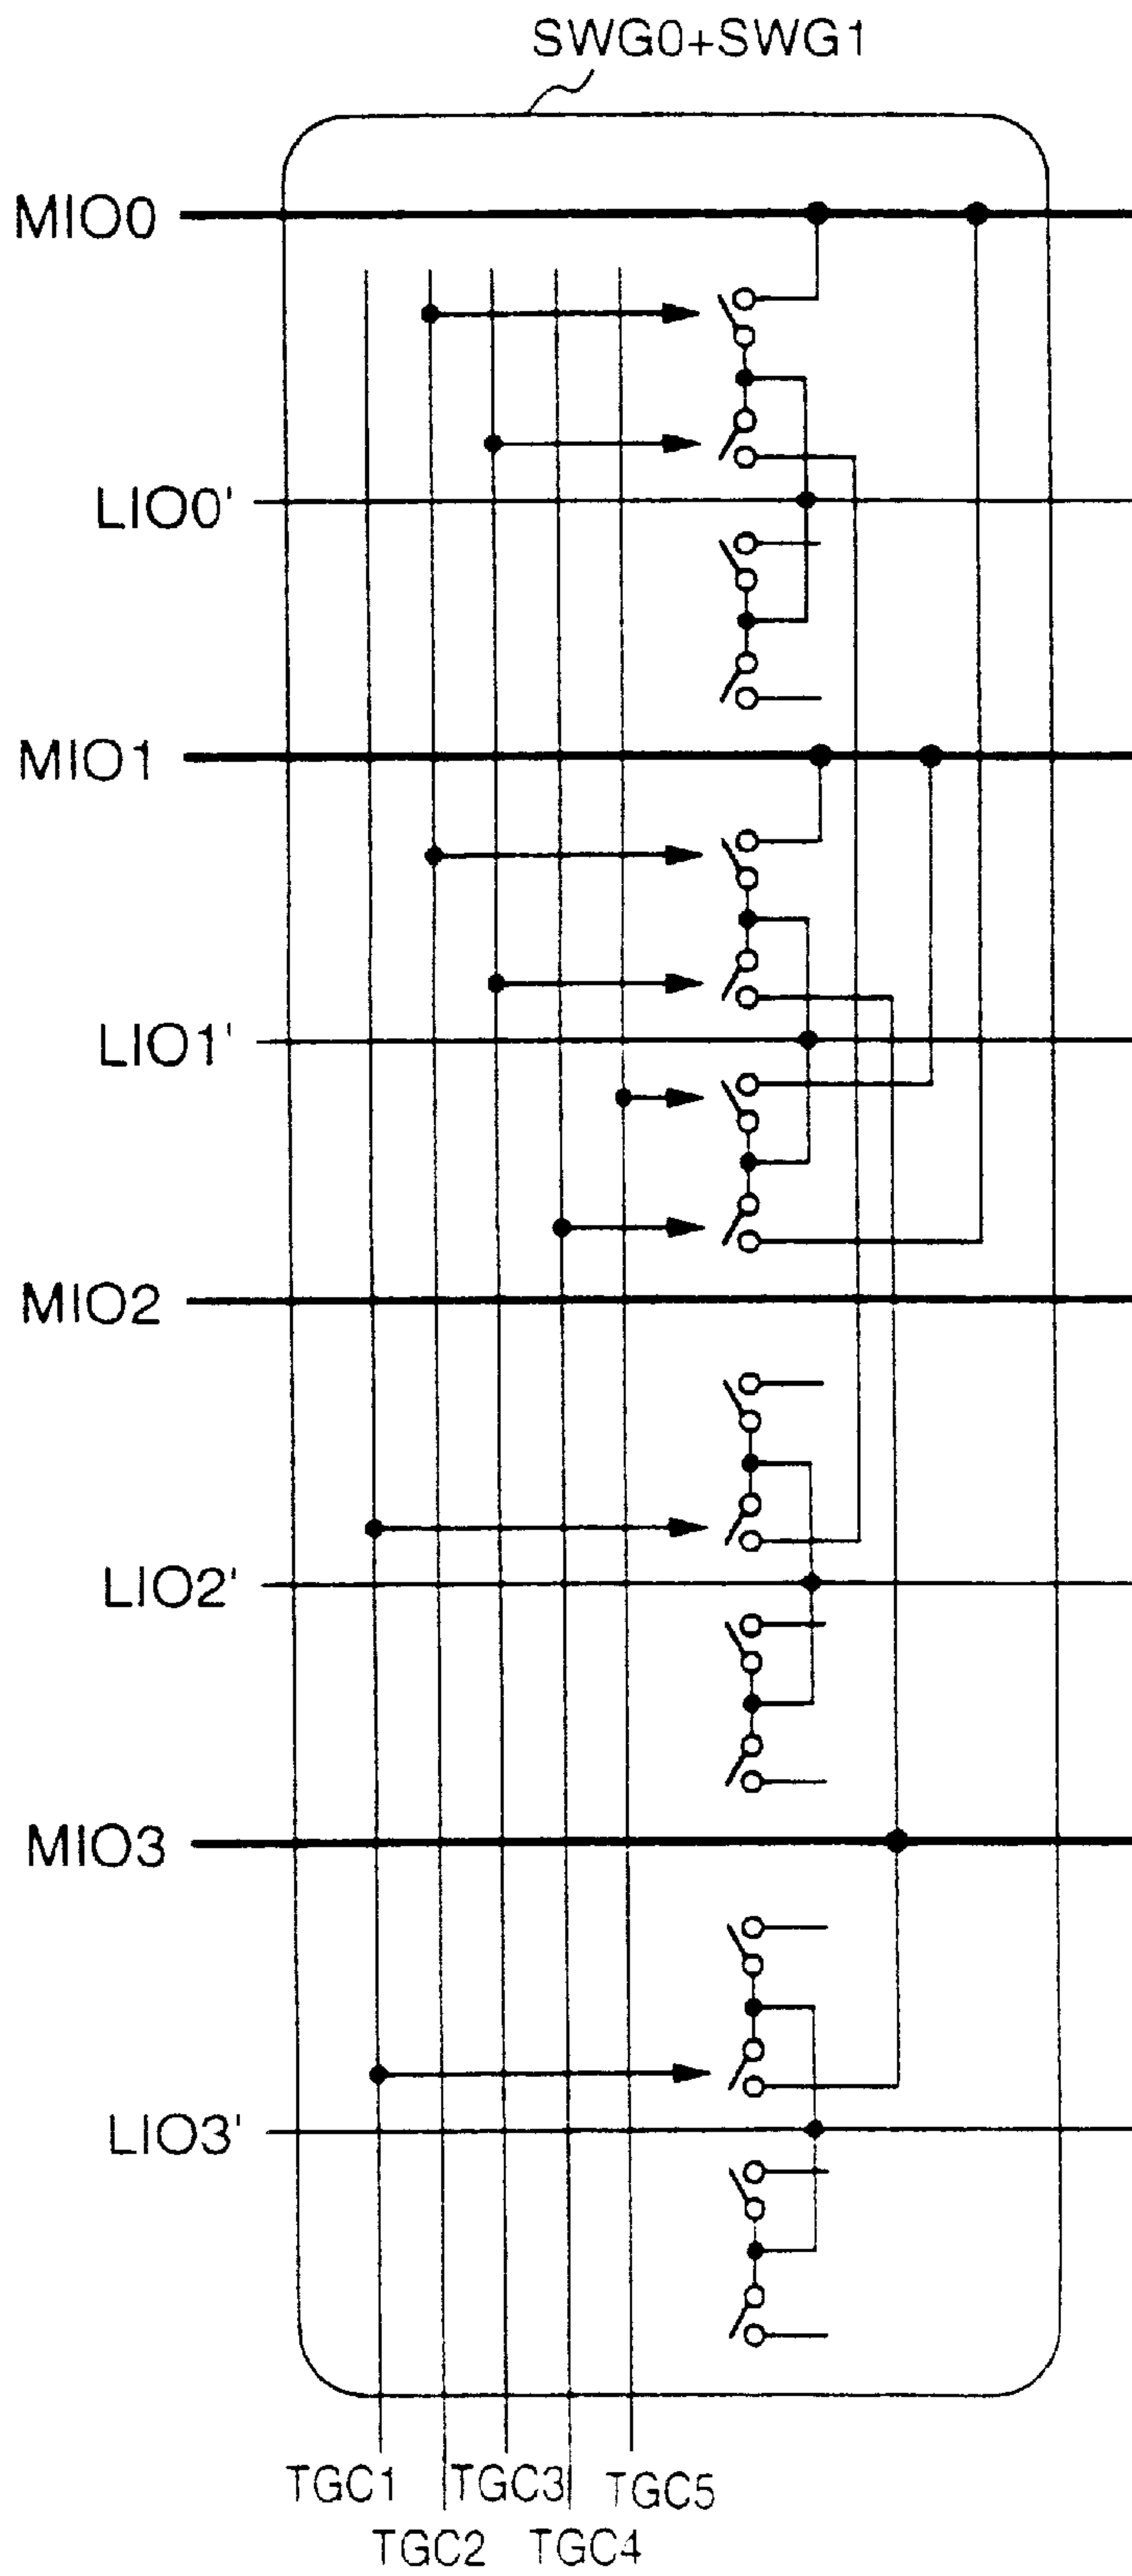 SWG0+SWG1
MIO0
LIO0'
MIO1
LIO1'
MIO2
LIO2'
MIO3
LIO3'
TGC1 TGC3 TGC5
TGC2 TGC4